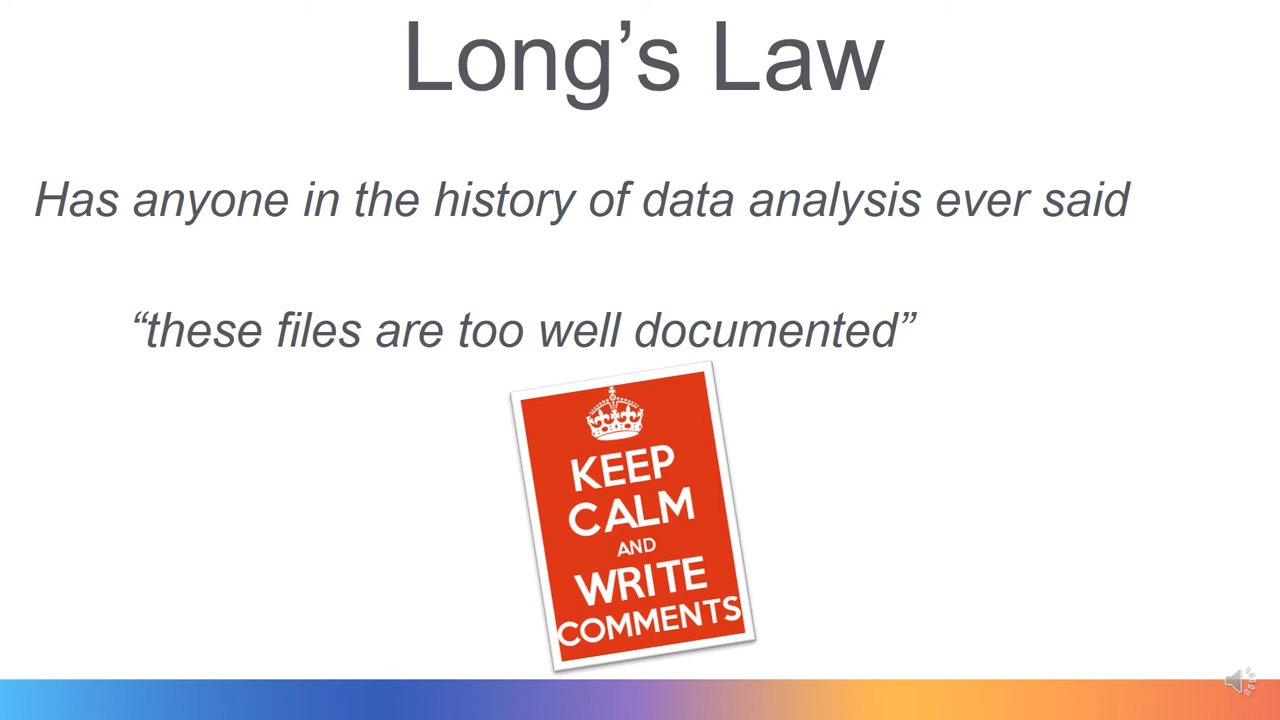 Long’s Law
Has anyone in the history of data analysis ever said
“these files are too well documented”
KEEP
CALM
AND
WRITE
COMMENTS